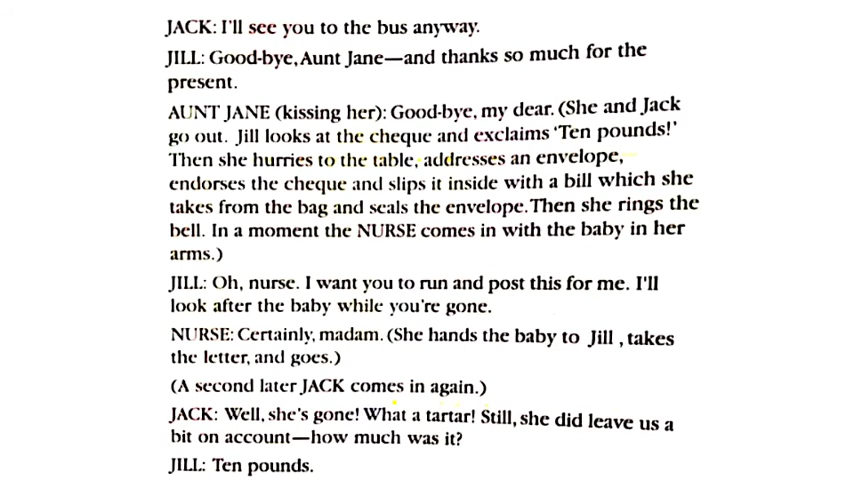 JACK: I'll see you to the bus anyway.
JILL: Good-bye, Aunt Jane—and thanks so much for the
present.
AUNT JANE (kissing her): Good-bye, my dear. (She and Jack
go out. Jill looks at the cheque and exclaims 'Ten pounds!'
Then she hurries to the table, addresses an envelope,
endorses the cheque and slips it inside with a bill which she
takes from the bag and seals the envelope. Then she rings the
bell. In a moment the NURSE comes in with the baby in her
arms.)
JILL: Oh, nurse. I want you to run and post this for me. I'll
look after the baby while you're gone.
NURSE: Certainly, madam. (She hands the baby to Jill , takes
the letter, and goes.)
(A second later JACK comes in again.)
JACK: Well, she's gone! What a tartar! Still, she did leave us a
bit on account—how much was it?
JILL: Ten pounds.